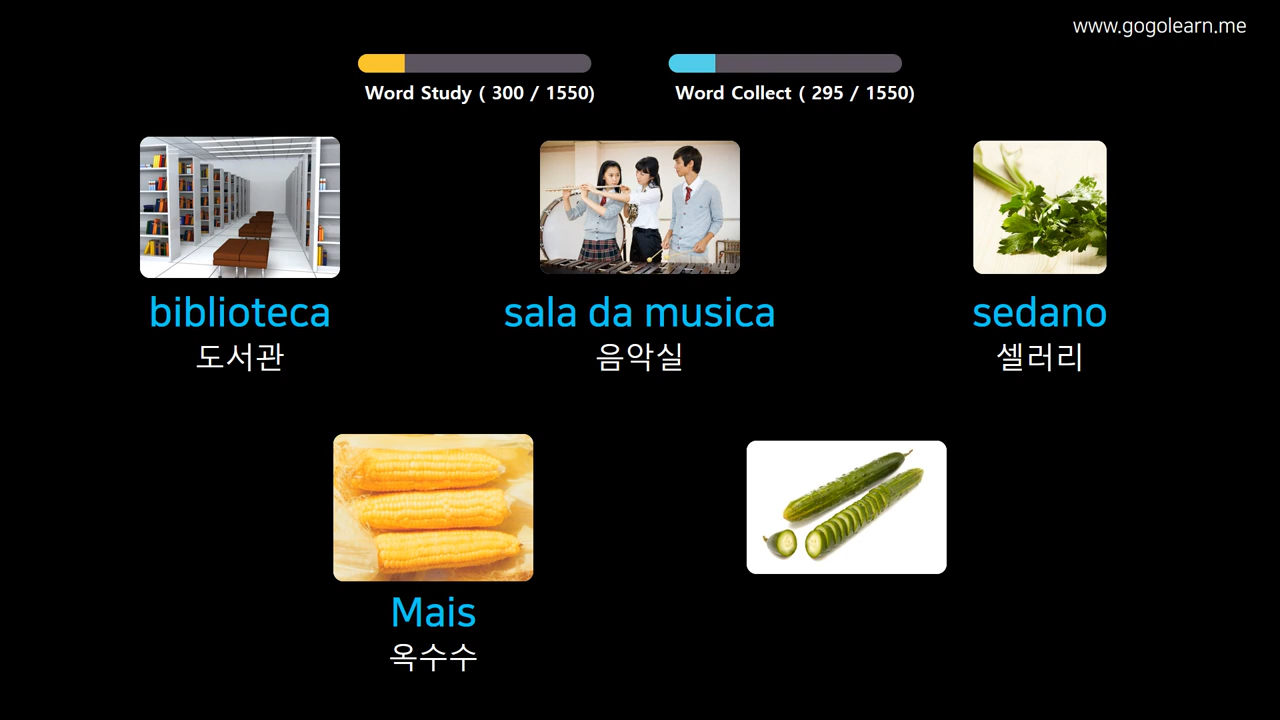 www.gogolearn.me
Word Study ( 300 / 1550)
Word Collect ( 295 / 1550)
biblioteca
도서관
sala da musica
음악실
sedano
셀러리
Mais
옥수수